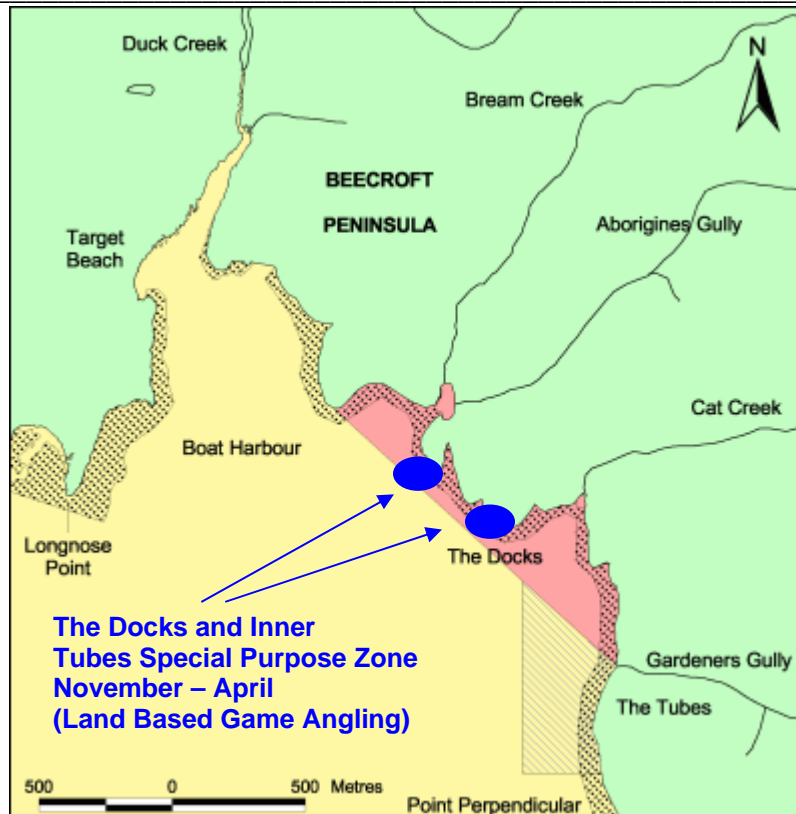 Duck Creek
N
Bream Creek
BEECROFT
PENINSULA
Aborigines Gully
Target
Beach
Cat Creek
Boat Harbour
Longnose
Point
The Docks
The Docks and Inner
Tubes Special Purpose Zone
November – April
(Land Based Game Angling)
Gardeners Gully
The Tubes
500 0 500 Metres
Point Perpendicular